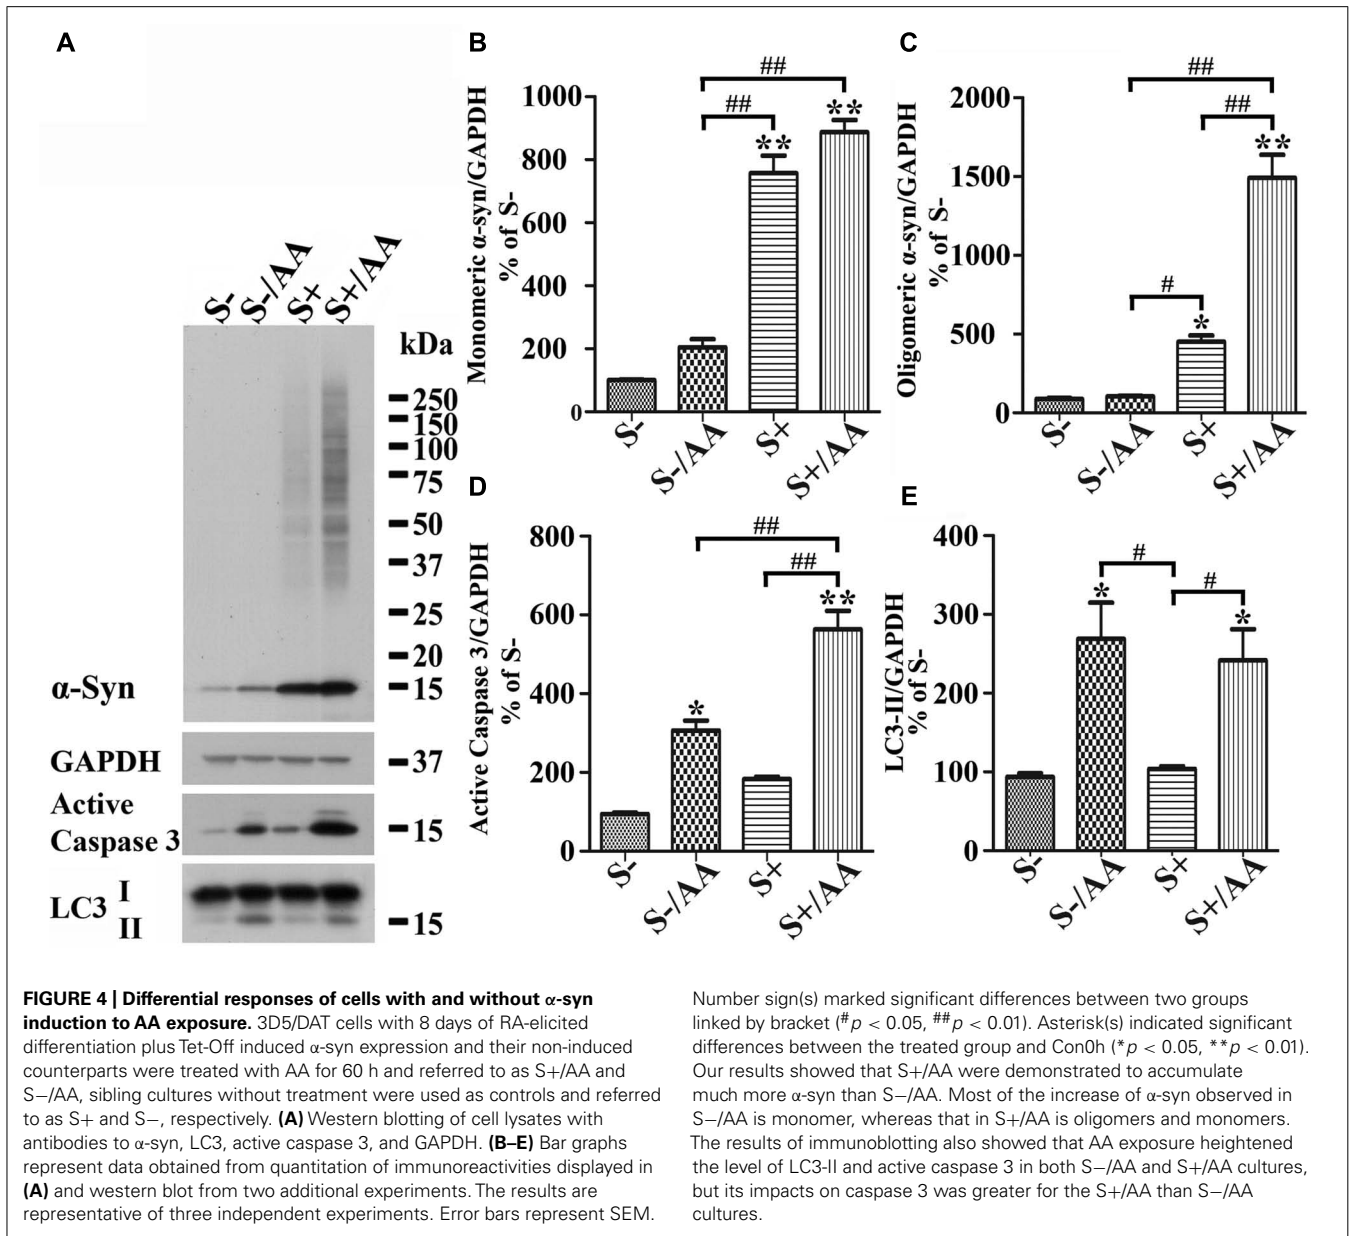 A
S-
S-/AA
S+
S+/AA
kDa
250
150
100
75
50
37
25
20
α-Syn
15
GAPDH
37
Active
Caspase 3
15
LC3 I
II
15
B
Monomeric α-syn/GAPDH
% of S-
1000
800
600
400
200
0
##
##
**
**
S-
S-/AA
S+
S+/AA
C
Oligomeric α-syn/GAPDH
% of S-
2000
1500
1000
500
0
##
##
**
#
*
S-
S-/AA
S+
S+/AA
D
Active Caspase 3/GAPDH
% of S-
800
600
400
200
0
##
##
**
*
S-
S-/AA
S+
S+/AA
E
LC3-II/GAPDH
% of S-
400
300
200
100
0
#
#
*
*
S-
S-/AA
S+
S+/AA
FIGURE 4 | Differential responses of cells with and without α-syn
induction to AA exposure. 3D5/DAT cells with 8 days of RA-elicited
differentiation plus Tet-Off induced α-syn expression and their non-induced
counterparts were treated with AA for 60 h and referred to as S+/AA and
S−/AA, sibling cultures without treatment were used as controls and referred
to as S+ and S−, respectively. (A) Western blotting of cell lysates with
antibodies to α-syn, LC3, active caspase 3, and GAPDH. (B–E) Bar graphs
represent data obtained from quantitation of immunoreactivities displayed in
(A) and western blot from two additional experiments. The results are
representative of three independent experiments. Error bars represent SEM.
Number sign(s) marked significant differences between two groups
linked by bracket (#p < 0.05, ##p < 0.01). Asterisk(s) indicated significant
differences between the treated group and Con0h (*p < 0.05, **p < 0.01).
Our results showed that S+/AA were demonstrated to accumulate
much more α-syn than S−/AA. Most of the increase of α-syn observed in
S−/AA is monomer, whereas that in S+/AA is oligomers and monomers.
The results of immunoblotting also showed that AA exposure heightened
the level of LC3-II and active caspase 3 in both S−/AA and S+/AA cultures,
but its impacts on caspase 3 was greater for the S+/AA than S−/AA
cultures.